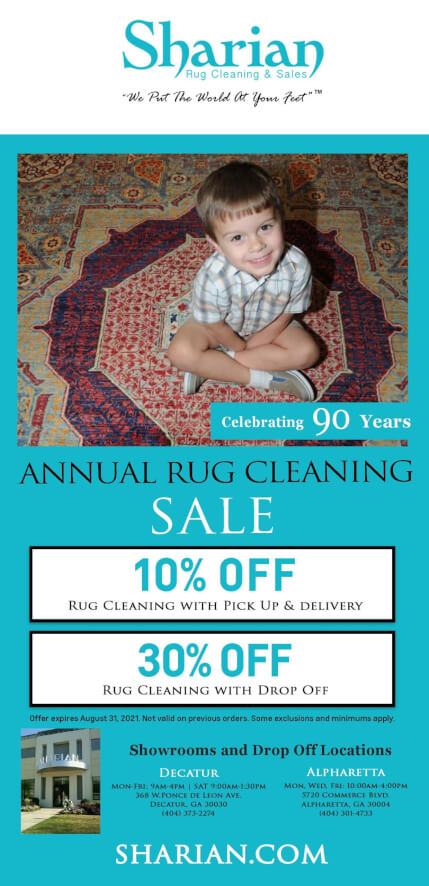 Sharian
Rug Cleaning & Sales
"We Put The World At Your Feet"™
Celebrating 90 Years
ANNUAL RUG CLEANING
SALE
10% OFF
RUG CLEANING WITH PICK UP & DELIVERY
30% OFF
RUG CLEANING WITH DROP OFF
Offer expires August 31, 2021. Not valid on previous orders. Some exclusions and minimums apply.
Showrooms and Drop Off Locations
DECATUR
MON-FRI: 9AM-4PM | SAT 9:00AM-1:30PM
368 W.PONCE DE LEON AVE,
DECATUR, GA 30030
(404) 373-2274
ALPHARETTA
MON, WED, FRI: 10:00AM-4:00PM
5720 COMMERCE BLVD.
ALPHARETTA, GA 30004
(404) 301-4733
SHARIAN.COM